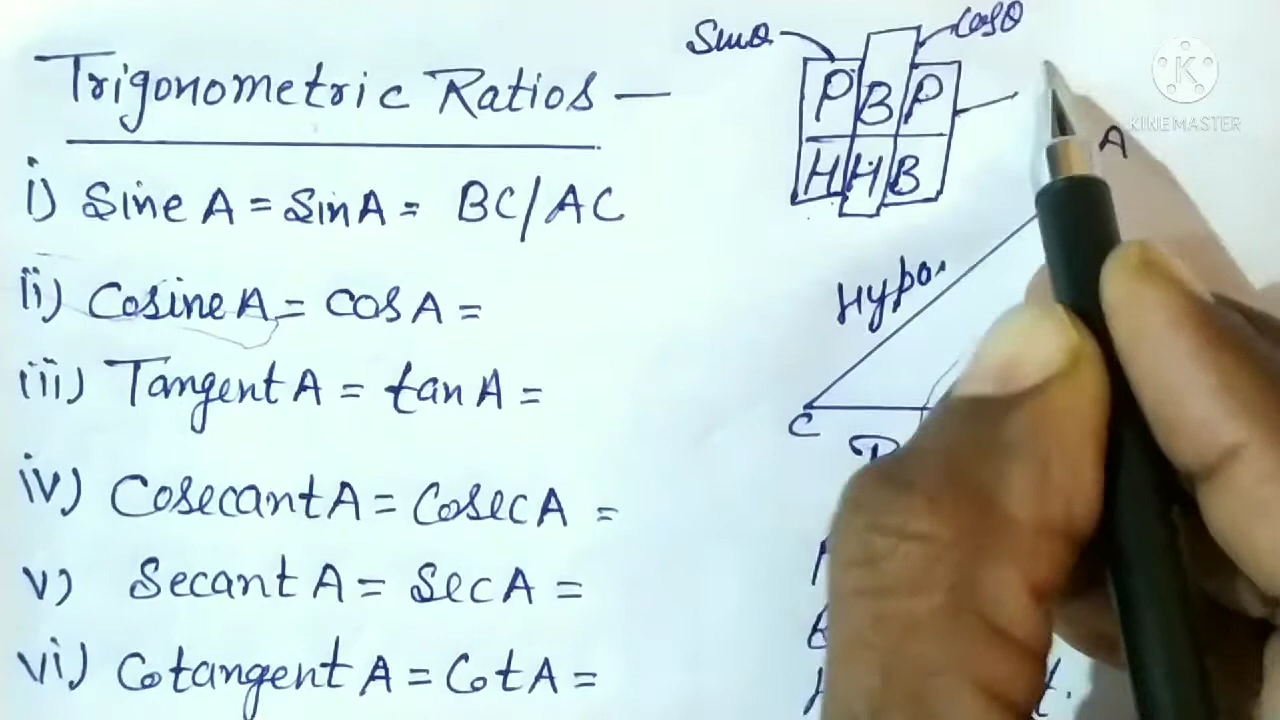 Trigonometric Ratios —
i) Sine A = sin A = BC/AC
ii) Cosine A = cos A =
iii) Tangent A = tan A =
iv) Cosecant A = Cosec A =
v) Secant A = Sec A =
vi) Cotangent A = Cot A =
Sinθ
cosθ
P B P
H H B
K
KINEMASTER
A
Hypo.
C